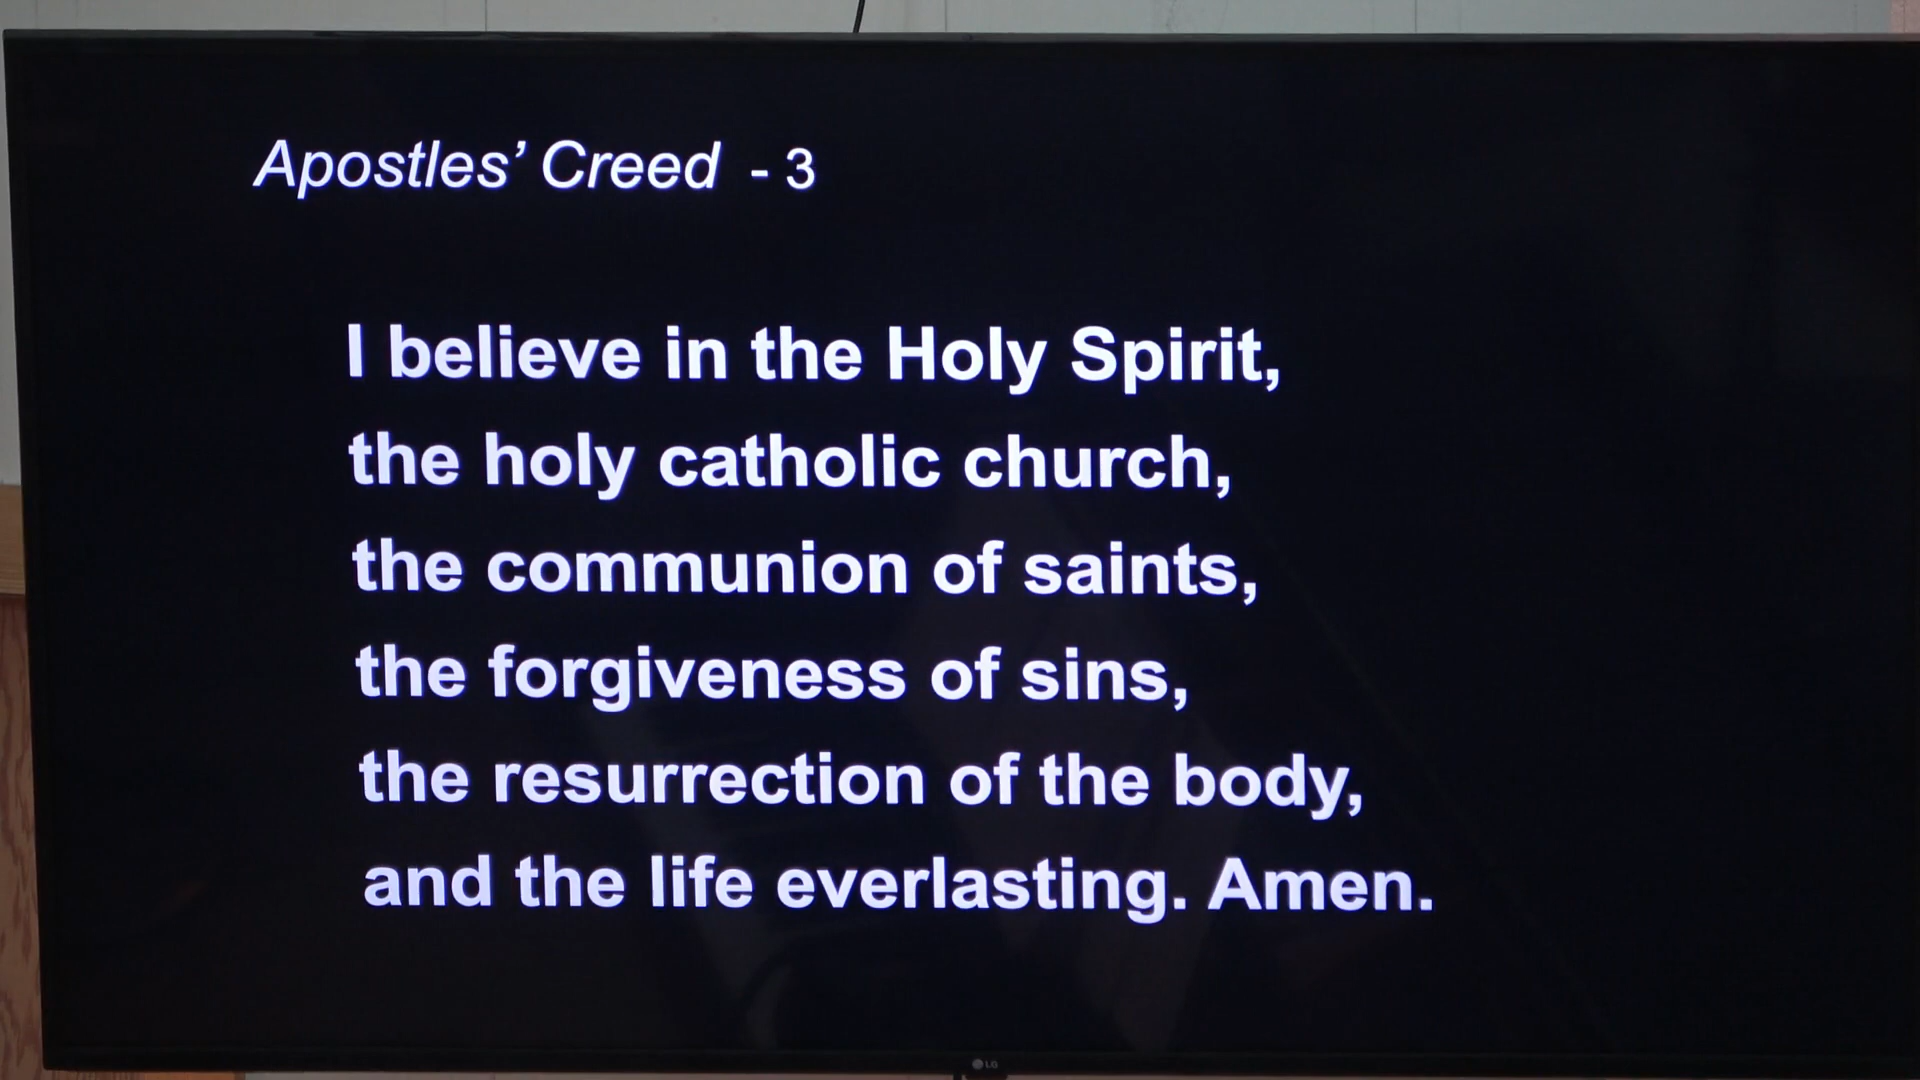 Apostles’ Creed - 3
I believe in the Holy Spirit,
the holy catholic church,
the communion of saints,
the forgiveness of sins,
the resurrection of the body,
and the life everlasting. Amen.
LG